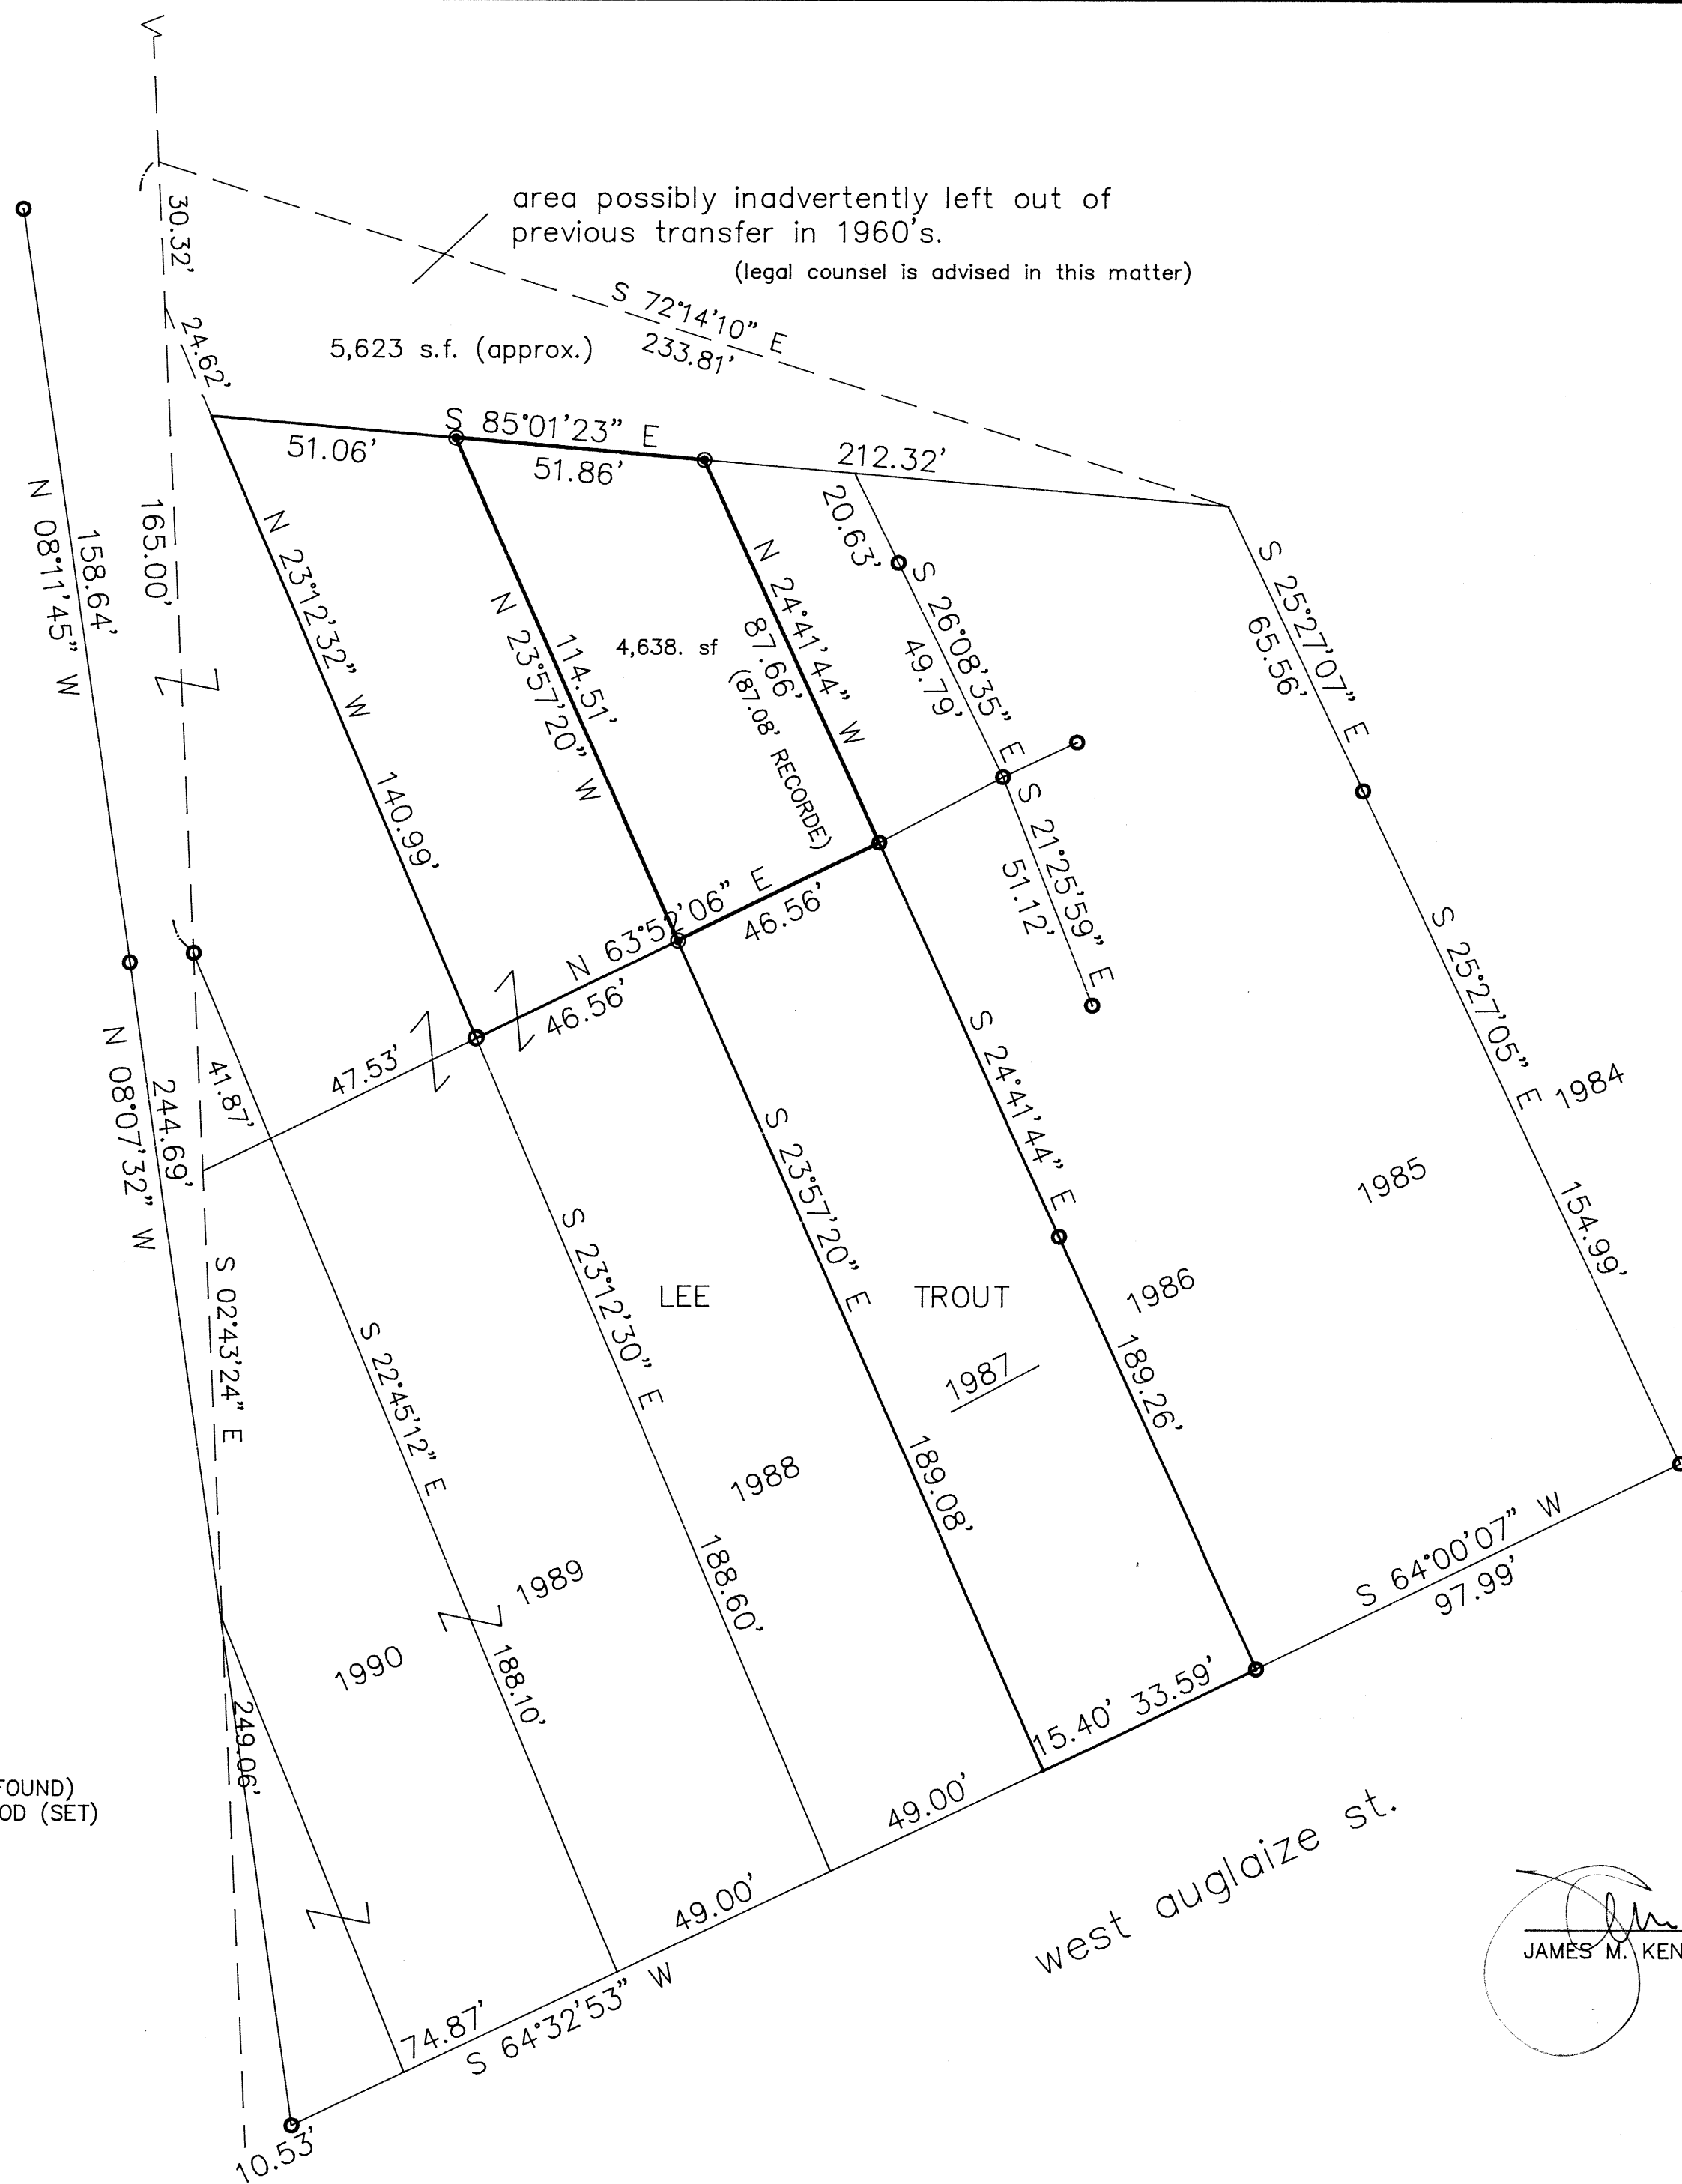 area possibly inadvertently left out of
previous transfer in 1960's.
(legal counsel is advised in this matter)
30.32'
24.62'
S 72°14'10" E
233.81'
5,623 s.f. (approx.)
S 85°01'23" E
51.06'
51.86'
212.32'
N 08°11'45" W
158.64'
165.00'
N 23°12'32" W
140.99'
N 23°57'20" W
114.51'
4,638. sf
N 24°41'44" W
87.66'
(87.08' RECORDE)
20.63'
S 26°08'35" E
49.79'
S 25°27'07" E
65.56'
S 21°25'59" E
51.12'
N 63°52'06" E
46.56'
46.56'
47.53'
41.87'
N 08°07'32" W
244.69'
S 02°43'24" E
S 22°45'12" E
188.10'
S 23°12'30" E
188.60'
S 23°57'20" E
189.08'
S 24°41'44" E
189.26'
S 25°27'05" E
154.99'
1984
1985
1986
LEE
TROUT
1987
1988
1989
1990
249.06'
FOUND)
OD (SET)
S 64°00'07" W
97.99'
15.40' 33.59'
49.00'
49.00'
74.87'
S 64°32'53" W
10.53'
west auglaize st.
JAMES M. KEN